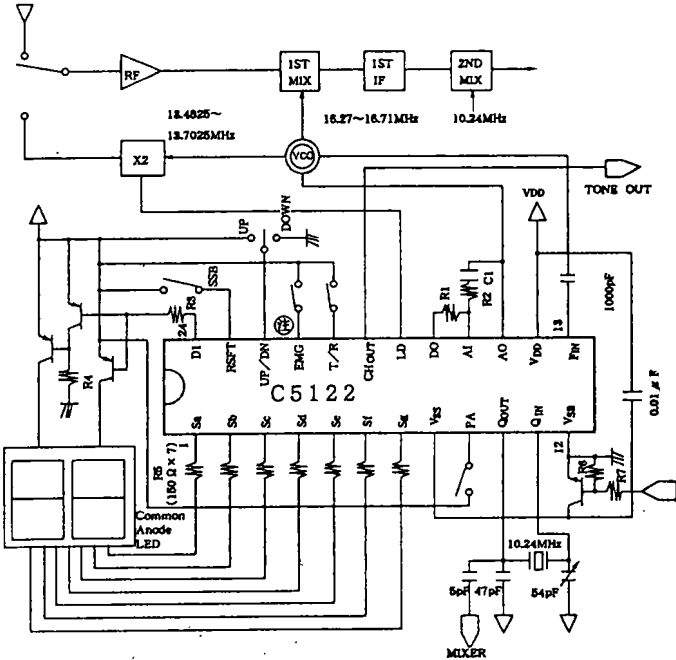 RF
1ST
MIX
1ST
IF
2ND
MIX
13.4825~
13.7025MHz
16.27~16.71MHz
10.24MHz
X2
VCO
TONE OUT
UP
DOWN
VDD
SSB
注
R3
R1
R2
C1
1000pF
R4
24
13
D1
RSFT
UP/DN
EMG
T/R
CHOUT
LD
DO
AI
AO
VDD
FIN
C5122
0.01μF
Sa
Sb
Sc
Sd
Se
Sf
Sg
VSS
PA
QOUT
QIN
VSB
1
12
R5
(150Ω×7)
R6
R7
Common
Anode
LED
10.24MHz
5pF
47pF
54pF
MIXER